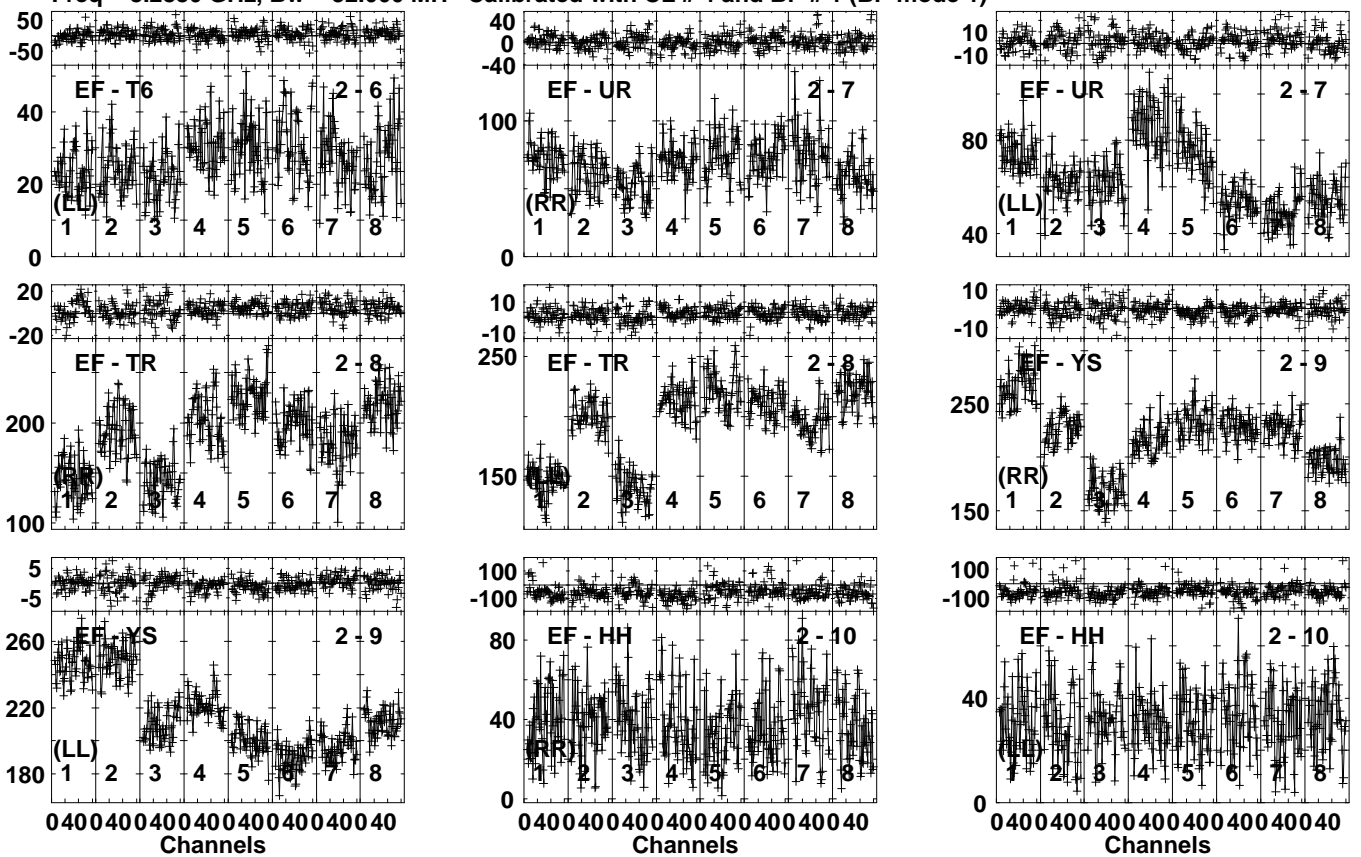 Calibrated with and mode
50
-50
EF - T6 2 - 6
40
20
0
(LL)
1 2 3 4 5 6 7 8
40
0
-40
EF - UR 2 - 7
100
0
(RR)
1 2 3 4 5 6 7 8
10
-10
EF - UR 2 - 7
80
40
(LL)
1 2 3 4 5 6 7 8
20
-20
EF - TR 2 - 8
200
100
(RR)
1 2 3 4 5 6 7 8
10
-10
EF - TR 2 - 8
250
150
(LL)
1 2 3 4 5 6 7 8
10
-10
EF - YS 2 - 9
250
150
(RR)
1 2 3 4 5 6 7 8
5
-5
EF - YS 2 - 9
260
220
180
(LL)
1 2 3 4 5 6 7 8
0 40 0 40 0 40 0 40 0 40 0 40 0 40 0 40
Channels
100
-100
EF - HH 2 - 10
80
40
0
(RR)
1 2 3 4 5 6 7 8
0 40 0 40 0 40 0 40 0 40 0 40 0 40 0 40
Channels
100
-100
EF - HH 2 - 10
40
0
(LL)
1 2 3 4 5 6 7 8
0 40 0 40 0 40 0 40 0 40 0 40 0 40 0 40
Channels